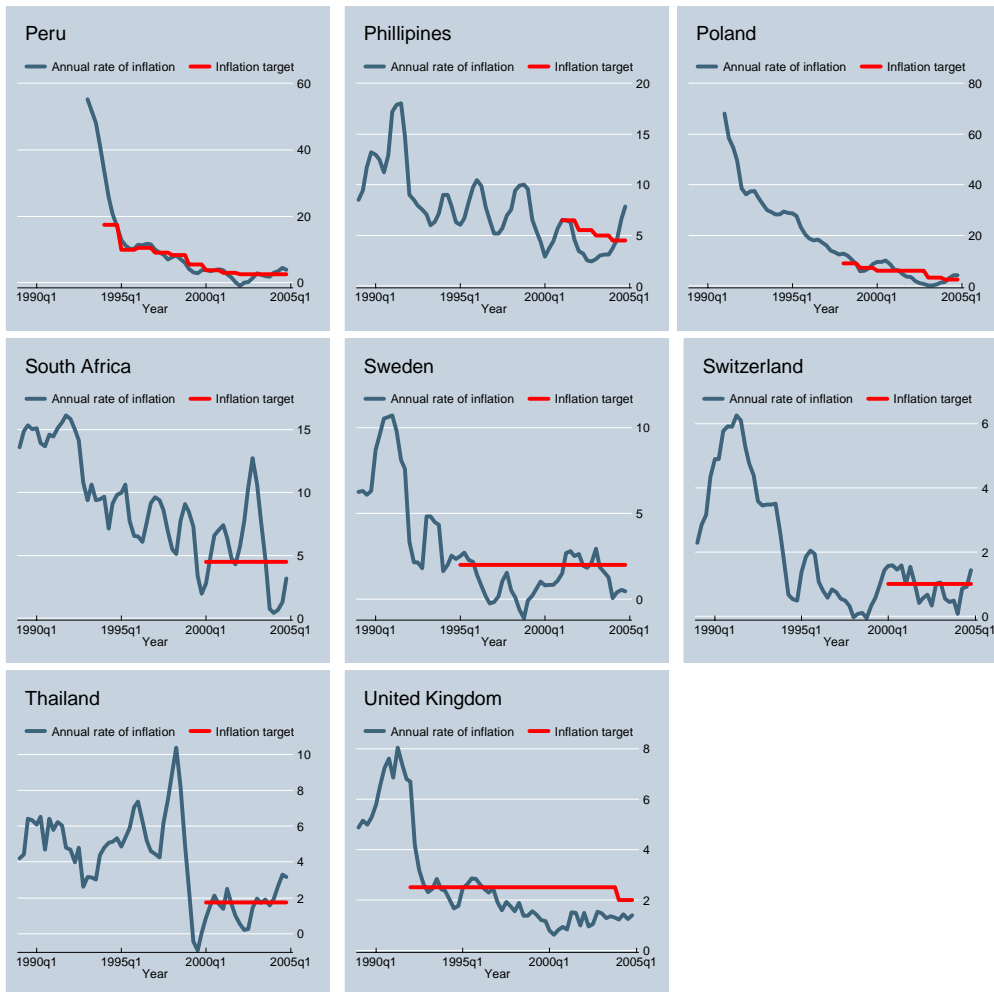 Peru
Annual rate of inflation Inflation target
60
40
20
0
1990q1 1995q1 2000q1 2005q1
Year
Phillipines
Annual rate of inflation Inflation target
20
15
10
5
0
1990q1 1995q1 2000q1 2005q1
Year
Poland
Annual rate of inflation Inflation target
80
60
40
20
0
1990q1 1995q1 2000q1 2005q1
Year
South Africa
Annual rate of inflation Inflation target
15
10
5
0
1990q1 1995q1 2000q1 2005q1
Year
Sweden
Annual rate of inflation Inflation target
10
5
0
1990q1 1995q1 2000q1 2005q1
Year
Switzerland
Annual rate of inflation Inflation target
6
4
2
0
1990q1 1995q1 2000q1 2005q1
Year
Thailand
Annual rate of inflation Inflation target
10
8
6
4
2
0
1990q1 1995q1 2000q1 2005q1
Year
United Kingdom
Annual rate of inflation Inflation target
8
6
4
2
0
1990q1 1995q1 2000q1 2005q1
Year